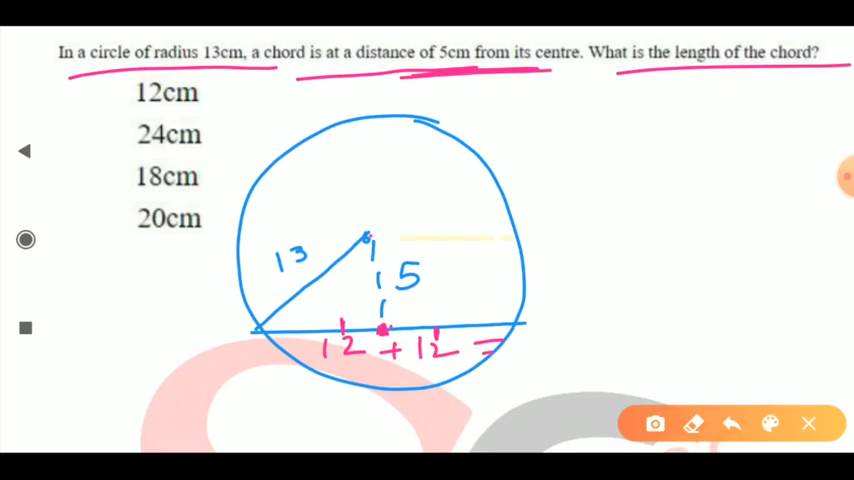 In a circle of radius 13cm, a chord is at a distance of 5cm from its centre. What is the length of the chord?
12cm
24cm
18cm
20cm
13
5
12 + 12 =